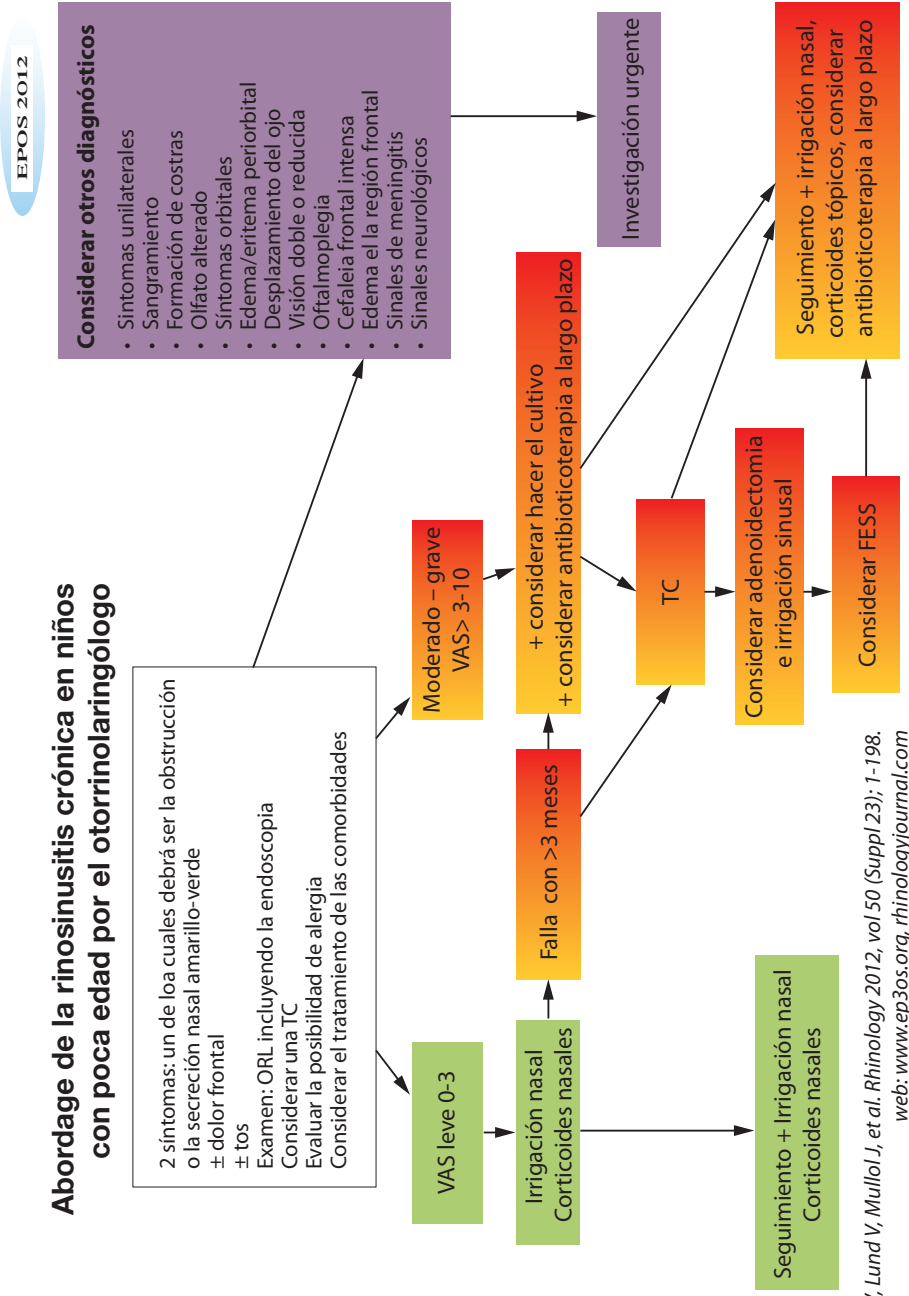 EPOS 2012
Abordage de la rinosinusitis crónica en niños
con poca edad por el otorrinolaringólogo
2 síntomas: un de loa cuales debrá ser la obstrucción
o la secreción nasal amarillo-verde
± dolor frontal
± tos
Examen: ORL incluyendo la endoscopia
Considerar una TC
Evaluar la posibilidad de alergia
Considerar el tratamiento de las comorbidades
Considerar otros diagnósticos
• Sintomas unilaterales
• Sangramiento
• Formación de costras
• Olfato alterado
• Síntomas orbitales
• Edema/eritema periorbital
• Desplazamiento del ojo
• Visión doble o reducida
• Oftalmoplegia
• Cefaleia frontal intensa
• Edema el la región frontal
• Sinales de meningitis
• Sinales neurológicos
VAS leve 0-3
Moderado – grave
VAS> 3-10
Irrigación nasal
Corticoides nasales
Falla con >3 meses
+ considerar hacer el cultivo
+ considerar antibioticoterapia a largo plazo
Investigación urgente
TC
Considerar adenoidectomia
e irrigación sinusal
Considerar FESS
Seguimiento + Irrigación nasal
Corticoides nasales
Seguimiento + irrigación nasal,
corticoides tópicos, considerar
antibioticoterapia a largo plazo
, Lund V, Mullol J, et al. Rhinology 2012, vol 50 (Suppl 23); 1-198.
web: www.ep3os.org, rhinologyjournal.com